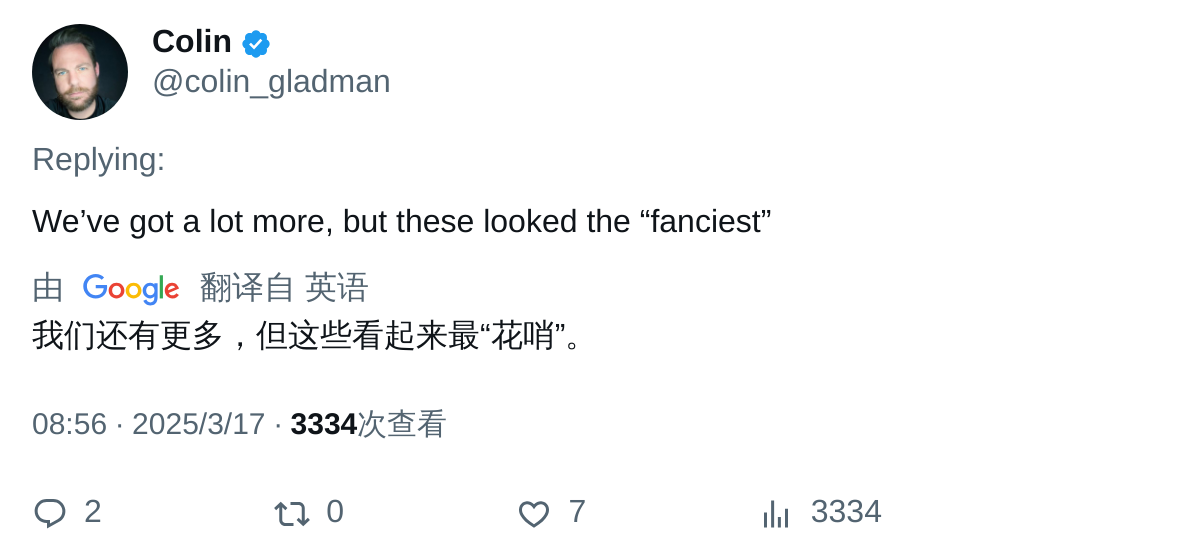 Colin
@colin_gladman
Replying:
We’ve got a lot more, but these looked the “fanciest”
由 Google 翻译自 英语
我们还有更多，但这些看起来最“花哨”。
08:56 · 2025/3/17 · 3334次查看
2 0 7 3334